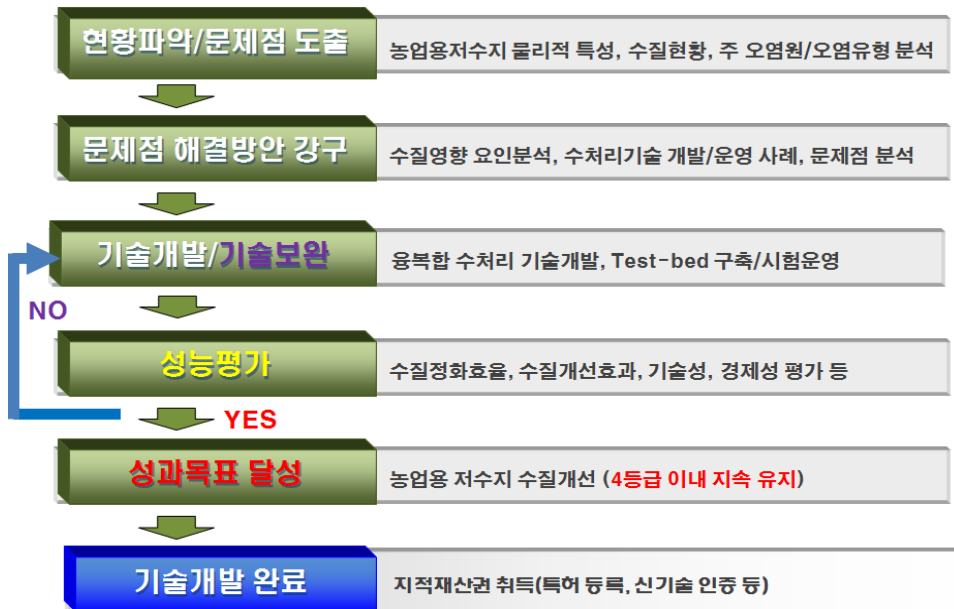 현황파악/문제점 도출
농업용저수지 물리적 특성, 수질현황, 주 오염원/오염유형 분석
문제점 해결방안 강구
수질영향 요인분석, 수처리기술 개발/운영 사례, 문제점 분석
기술개발/기술보완
융복합 수처리 기술개발, Test-bed 구축/시험운영
NO
성능평가
수질정화효율, 수질개선효과, 기술성, 경제성 평가 등
YES
성과목표 달성
농업용 저수지 수질개선 (4등급 이내 지속 유지)
기술개발 완료
지적재산권 취득(특허 등록, 신기술 인증 등)